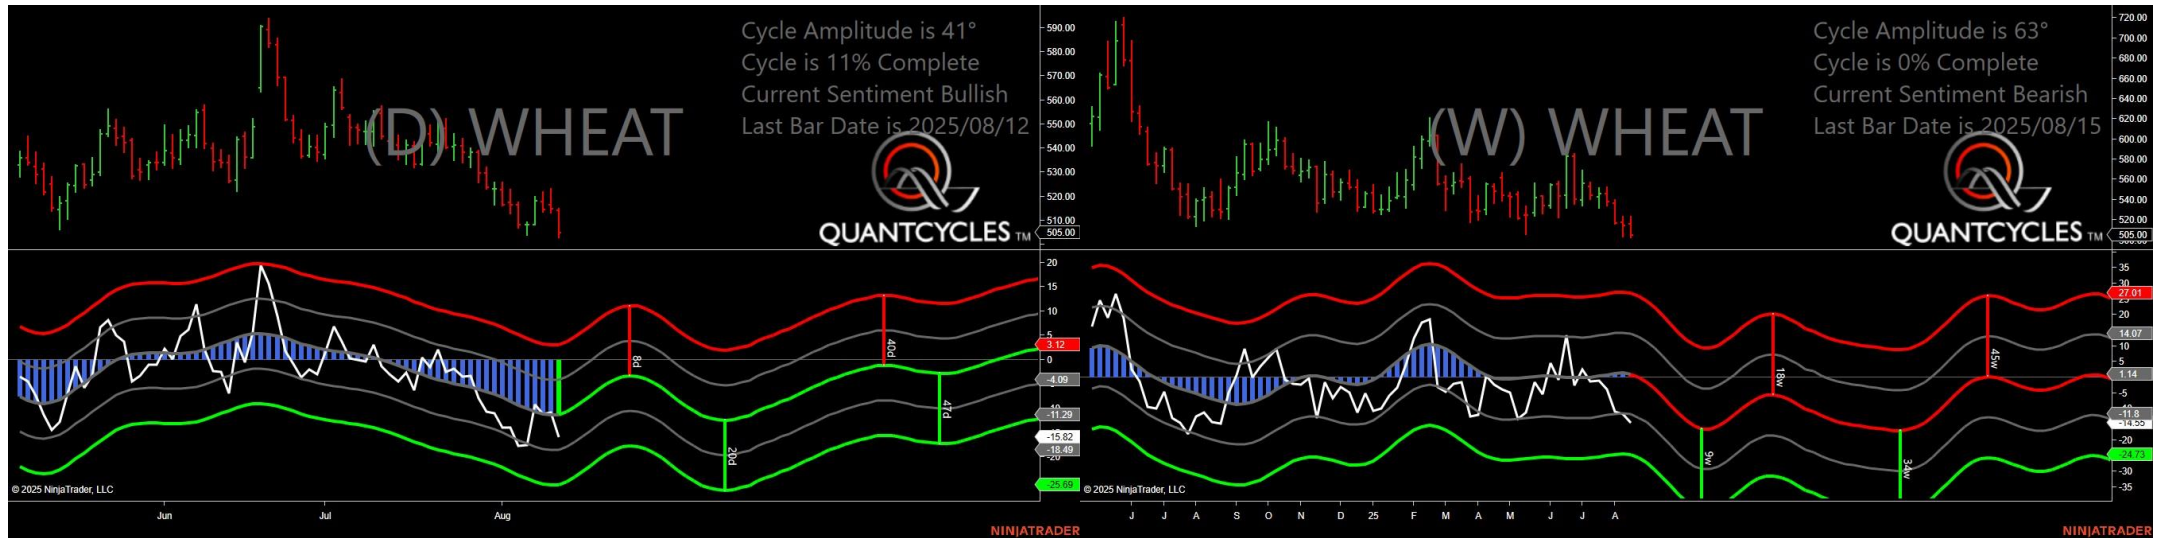 Cycle Amplitude is 41°
Cycle is 11% Complete
Current Sentiment Bullish
Last Bar Date is 2025/08/12
(D) WHEAT
QUANTCYCLES TM
590.00
580.00
570.00
560.00
550.00
540.00
530.00
520.00
510.00
505.00
20
15
10
5
3.12
0
-4.09
-11.29
-15.82
-18.49
-20
-25.69
8d
20d
40d
47d
© 2025 NinjaTrader, LLC
Jun Jul Aug
NINJATRADER
Cycle Amplitude is 63°
Cycle is 0% Complete
Current Sentiment Bearish
Last Bar Date is 2025/08/15
(W) WHEAT
QUANTCYCLES TM
720.00
700.00
680.00
660.00
640.00
620.00
600.00
580.00
560.00
540.00
520.00
505.00
35
30
27.01
20
14.07
10
5
1.14
-5
-11.8
-14.55
-20
-24.73
-30
-35
9w
18w
34w
45w
© 2025 NinjaTrader, LLC
J J A S O N D 25 F M A M J J A
NINJATRADER